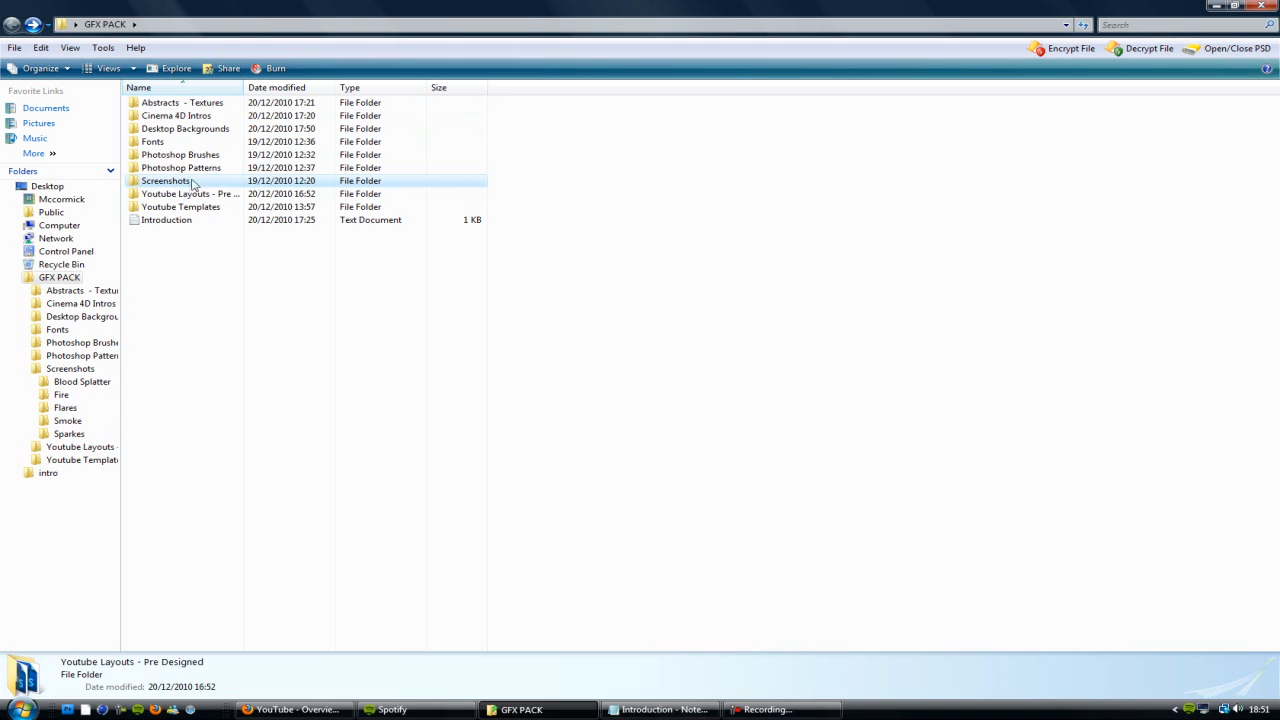 GFX PACK
Search
File Edit View Tools Help
Encrypt File Decrypt File Open/Close PSD
Organize Views Explore Share Burn
Favorite Links
Documents
Pictures
Music
More »
Folders
Desktop
Mccormick
Public
Computer
Network
Control Panel
Recycle Bin
GFX PACK
Abstracts - Textu
Cinema 4D Intros
Desktop Backgrou
Fonts
Photoshop Brushe
Photoshop Patter
Screenshots
Blood Splatter
Fire
Flares
Smoke
Sparkes
Youtube Layouts -
Youtube Templat
intro
Name Date modified Type Size
Abstracts - Textures 20/12/2010 17:21 File Folder
Cinema 4D Intros 20/12/2010 17:20 File Folder
Desktop Backgrounds 20/12/2010 17:50 File Folder
Fonts 19/12/2010 12:36 File Folder
Photoshop Brushes 19/12/2010 12:32 File Folder
Photoshop Patterns 19/12/2010 12:37 File Folder
Screenshots 19/12/2010 12:20 File Folder
Youtube Layouts - Pre ... 20/12/2010 16:52 File Folder
Youtube Templates 20/12/2010 13:57 File Folder
Introduction 20/12/2010 17:25 Text Document 1 KB
Youtube Layouts - Pre Designed
File Folder
Date modified: 20/12/2010 16:52
YouTube - Overvie... Spotify GFX PACK Introduction - Note... Recording... 18:51